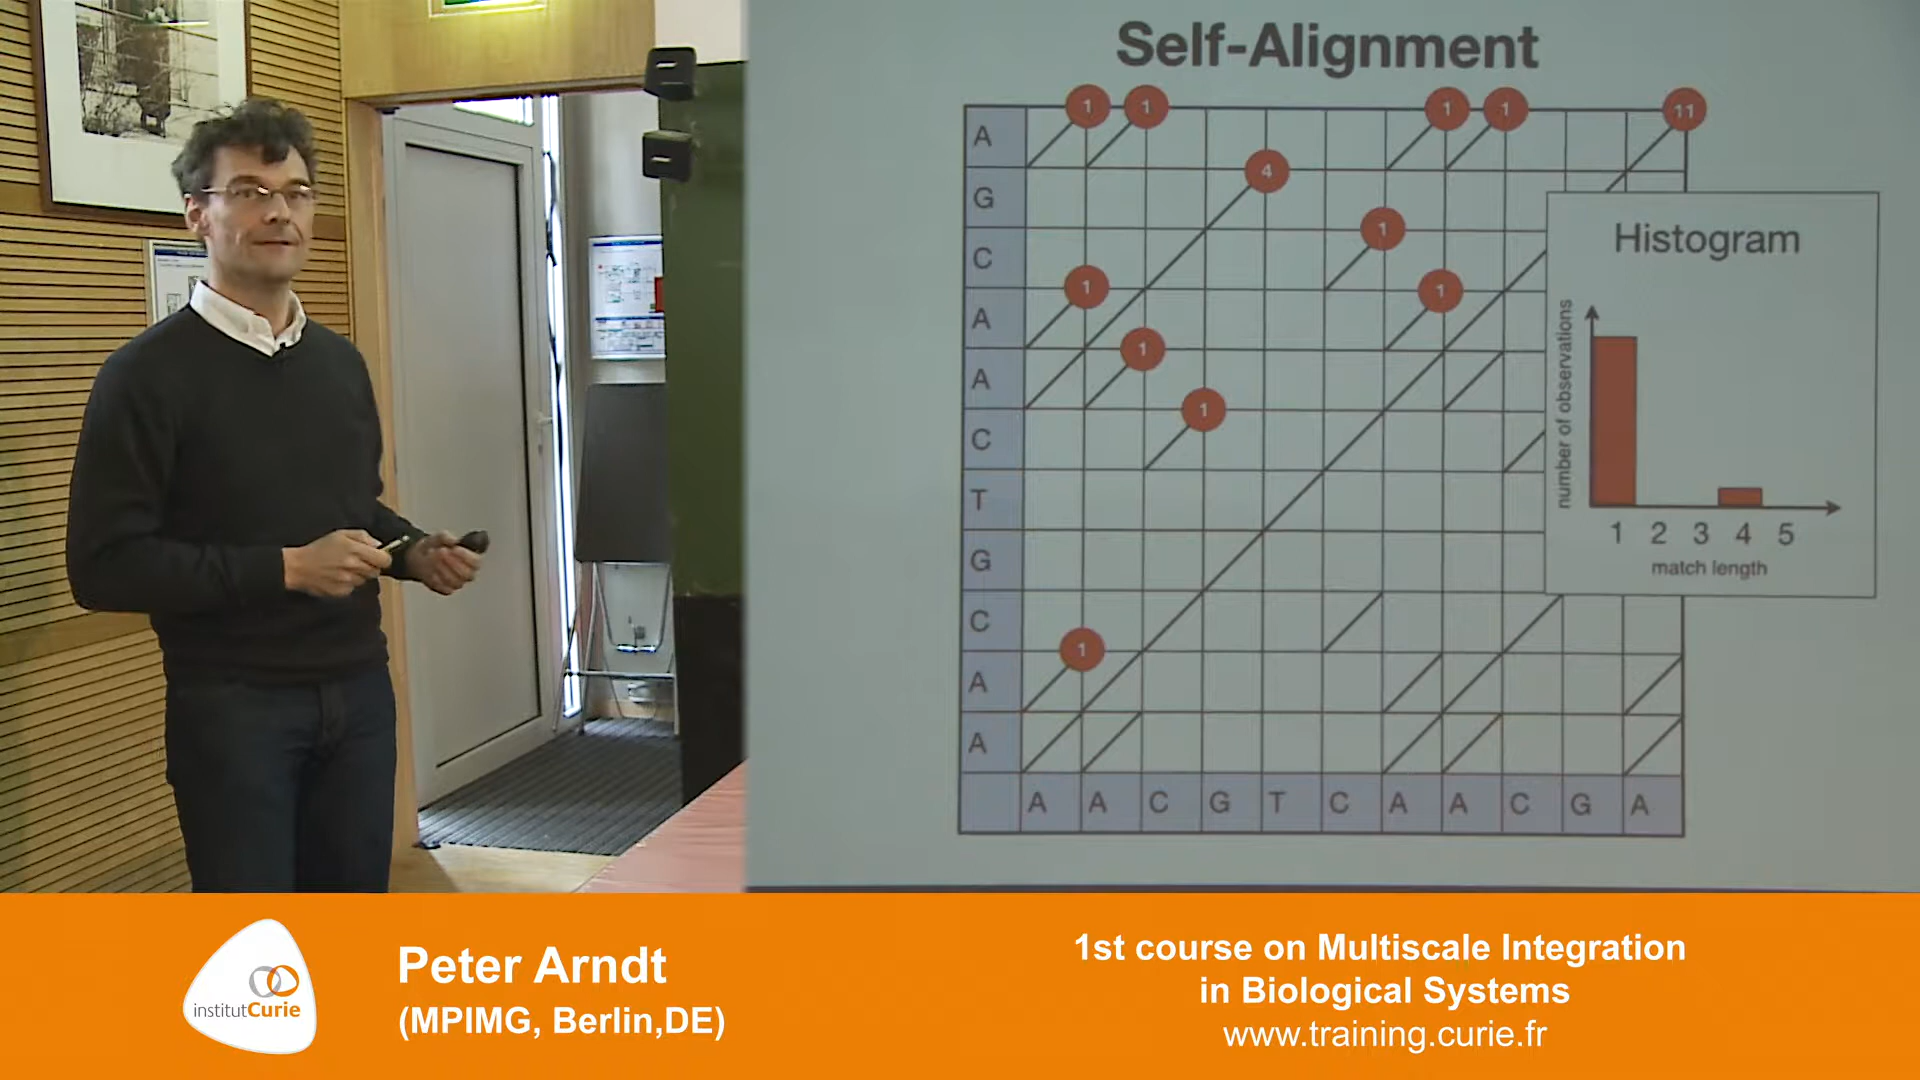 Self-Alignment
1 1 1 1 11
A
4
G
1
C
1 1
A
1
A
1
C
T
G
C
1
A
A
A A C G T C A A C G A
Histogram
number of observations
1 2 3 4 5
match length
institutCurie
Peter Arndt
(MPIMG, Berlin,DE)
1st course on Multiscale Integration
in Biological Systems
www.training.curie.fr